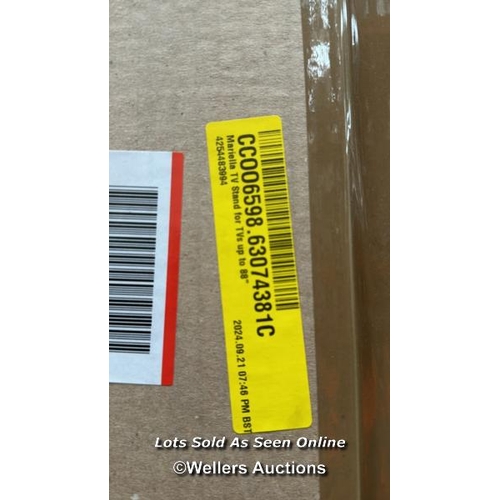 CCO06598.63074381C
Mariella TV Stand for TVs up to 88"
4254483994
2024.09.21 07:46 PM BST
Lots Sold As Seen Online
©Wellers Auctions